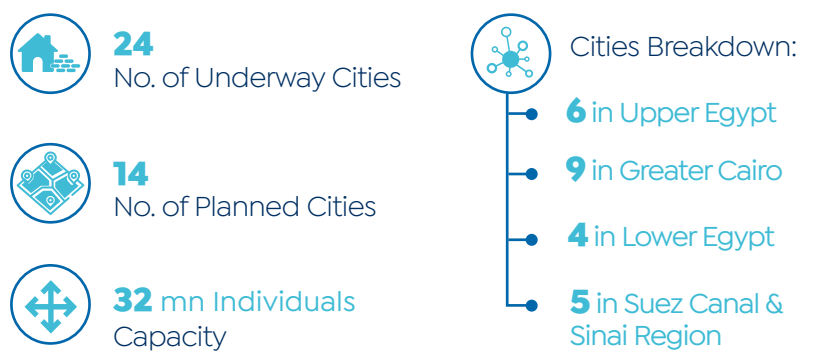 24
No. of Underway Cities
14
No. of Planned Cities
32 mn Individuals
Capacity
Cities Breakdown:
6 in Upper Egypt
9 in Greater Cairo
4 in Lower Egypt
5 in Suez Canal &
Sinai Region